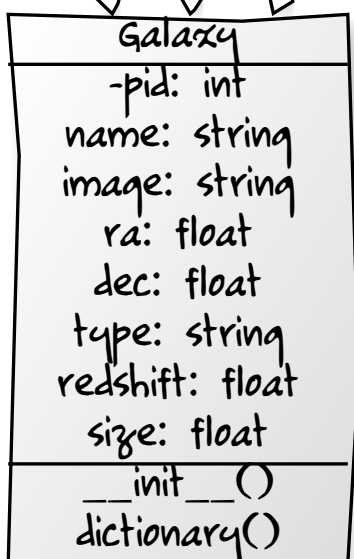 Galaxy
-pid: int
name: string
image: string
ra: float
dec: float
type: string
redshift: float
size: float
__init__()
dictionary()